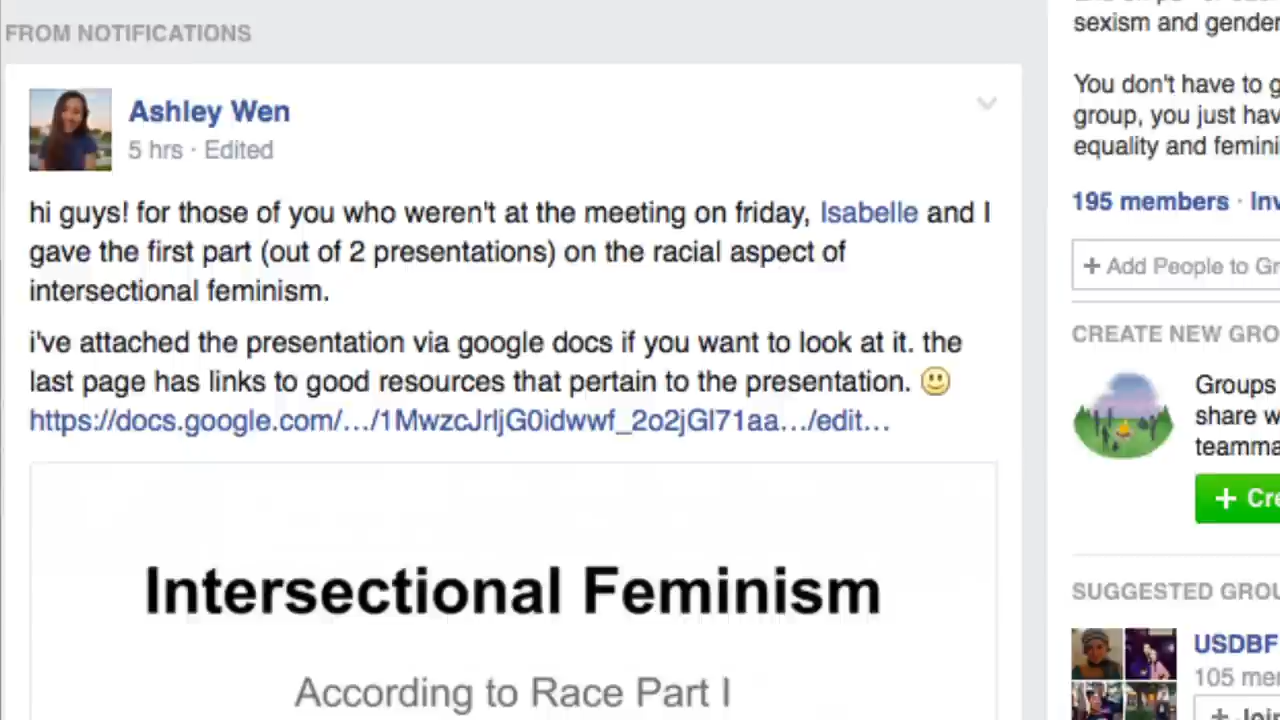 FROM NOTIFICATIONS
Ashley Wen
5 hrs · Edited
hi guys! for those of you who weren't at the meeting on friday, Isabelle and I
gave the first part (out of 2 presentations) on the racial aspect of
intersectional feminism.
i've attached the presentation via google docs if you want to look at it. the
last page has links to good resources that pertain to the presentation. 🙂
https://docs.google.com/…/1MwzcJrljG0idwwf_2o2jGl71aa…/edit…
Intersectional Feminism
According to Race Part I
sexism and gender
You don't have to g
group, you just hav
equality and femini
195 members · Inv
+ Add People to Gr
CREATE NEW GRO
Groups
share w
teamma
+ Cre
SUGGESTED GROU
USDBF
105 mem
+ Join